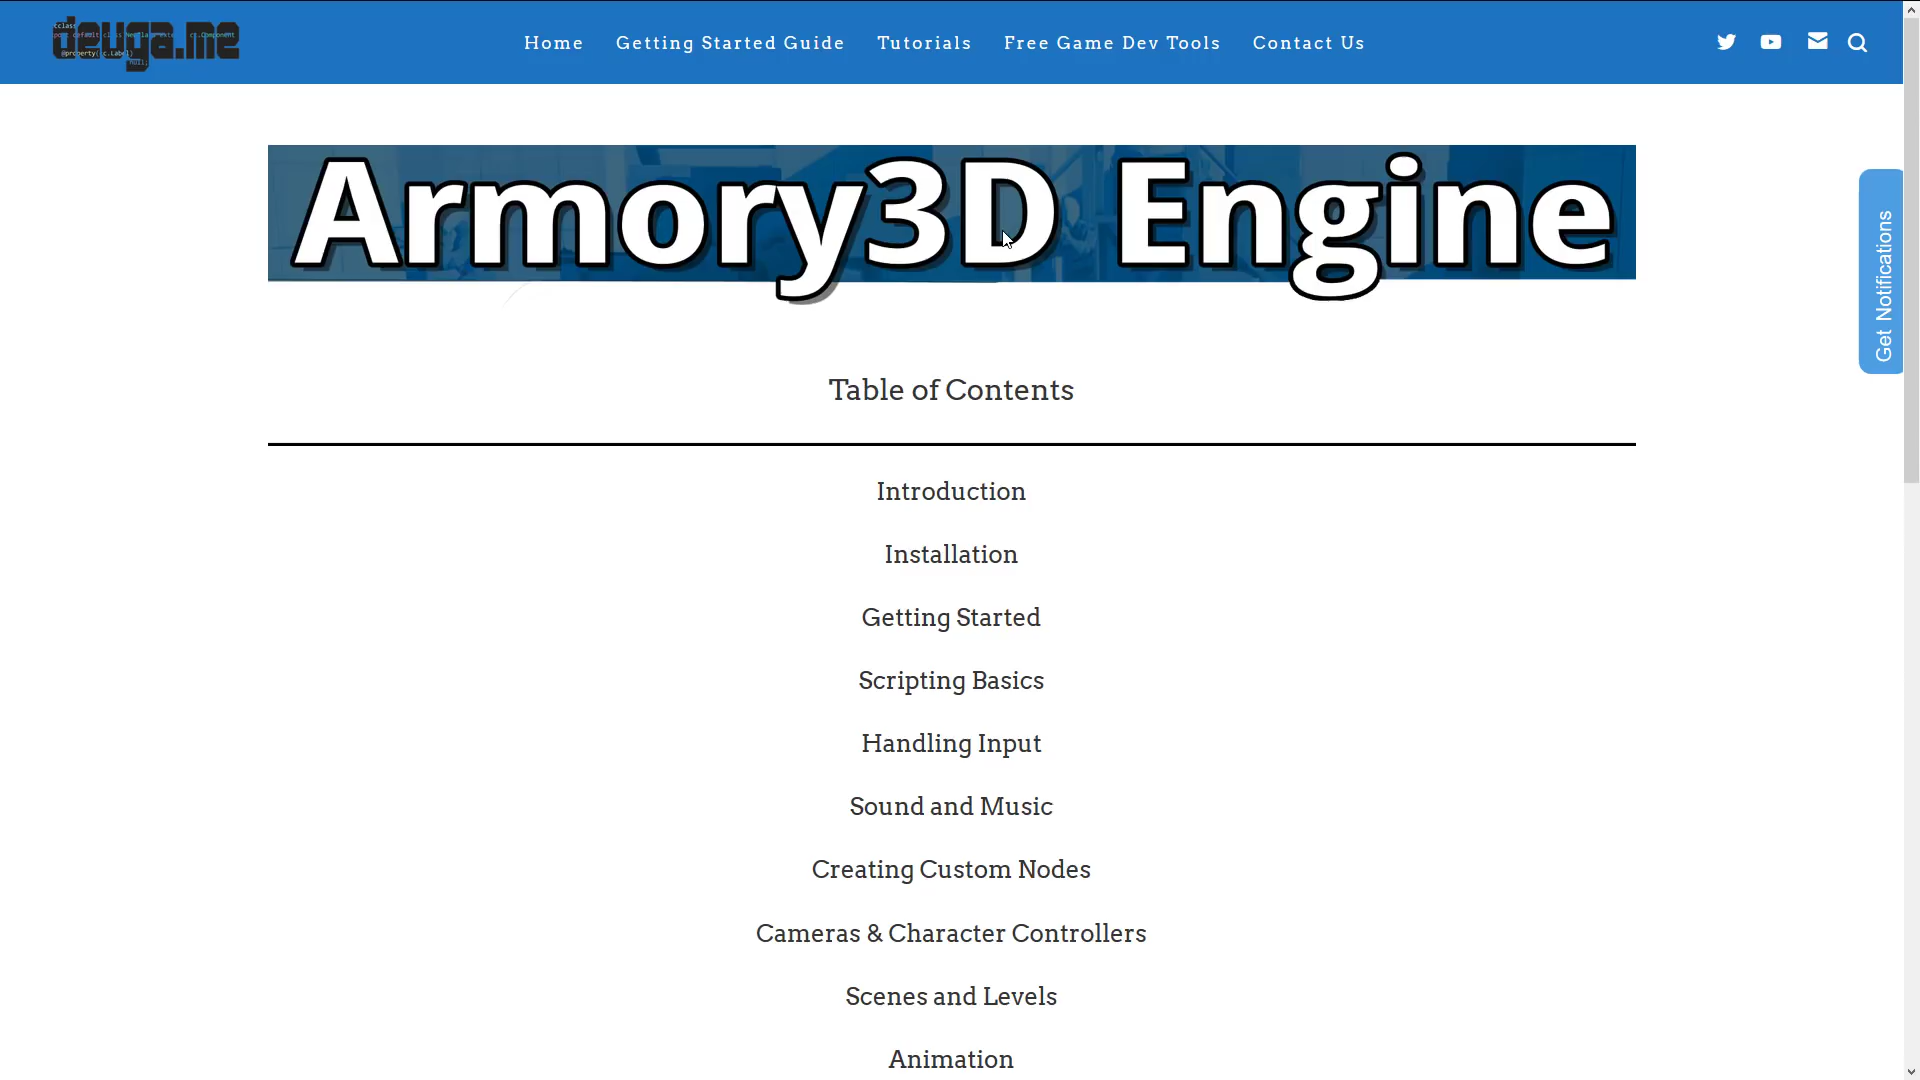 devga.me
Home Getting Started Guide Tutorials Free Game Dev Tools Contact Us
Armory3D Engine
Get Notifications
Table of Contents
Introduction
Installation
Getting Started
Scripting Basics
Handling Input
Sound and Music
Creating Custom Nodes
Cameras & Character Controllers
Scenes and Levels
Animation